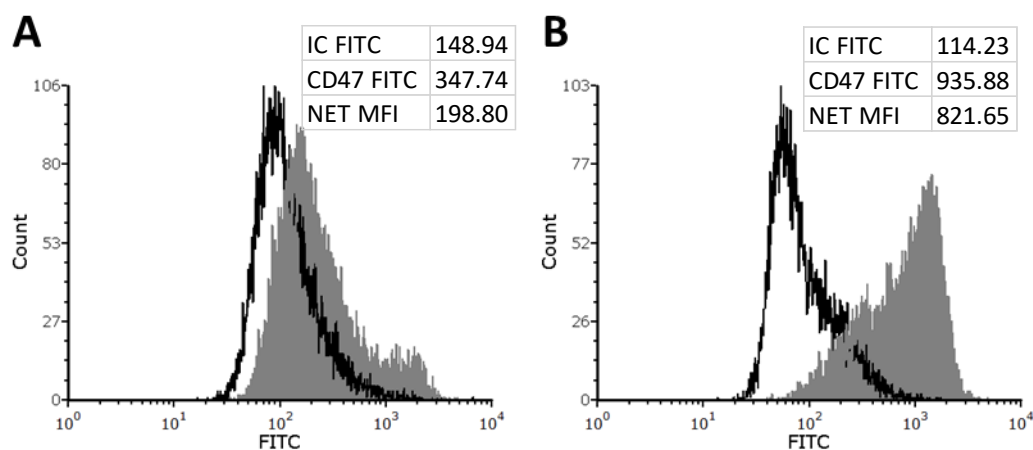 A
IC FITC 148.94
CD47 FITC 347.74
NET MFI 198.80
106
80
53
27
0
Count
10^0 10^1 10^2 10^3 10^4
FITC
B
IC FITC 114.23
CD47 FITC 935.88
NET MFI 821.65
103
77
52
26
0
Count
10^0 10^1 10^2 10^3 10^4
FITC